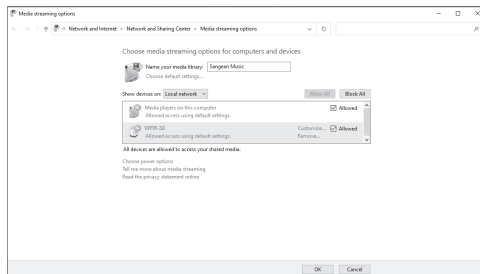 Media streaming options
« Network and Internet › Network and Sharing Center › Media streaming options
Choose media streaming options for computers and devices
Name your media library: Sangean Music
Choose default settings...
Show devices on: Local network Allow All Block All
Media players on this computer Allowed
Allowed access using default settings.
WFR-32 Customize... Allowed
Allowed access using default settings. Remove...
All devices are allowed to access your shared media.
Choose power options
Tell me more about media streaming
Read the privacy statement online
OK Cancel